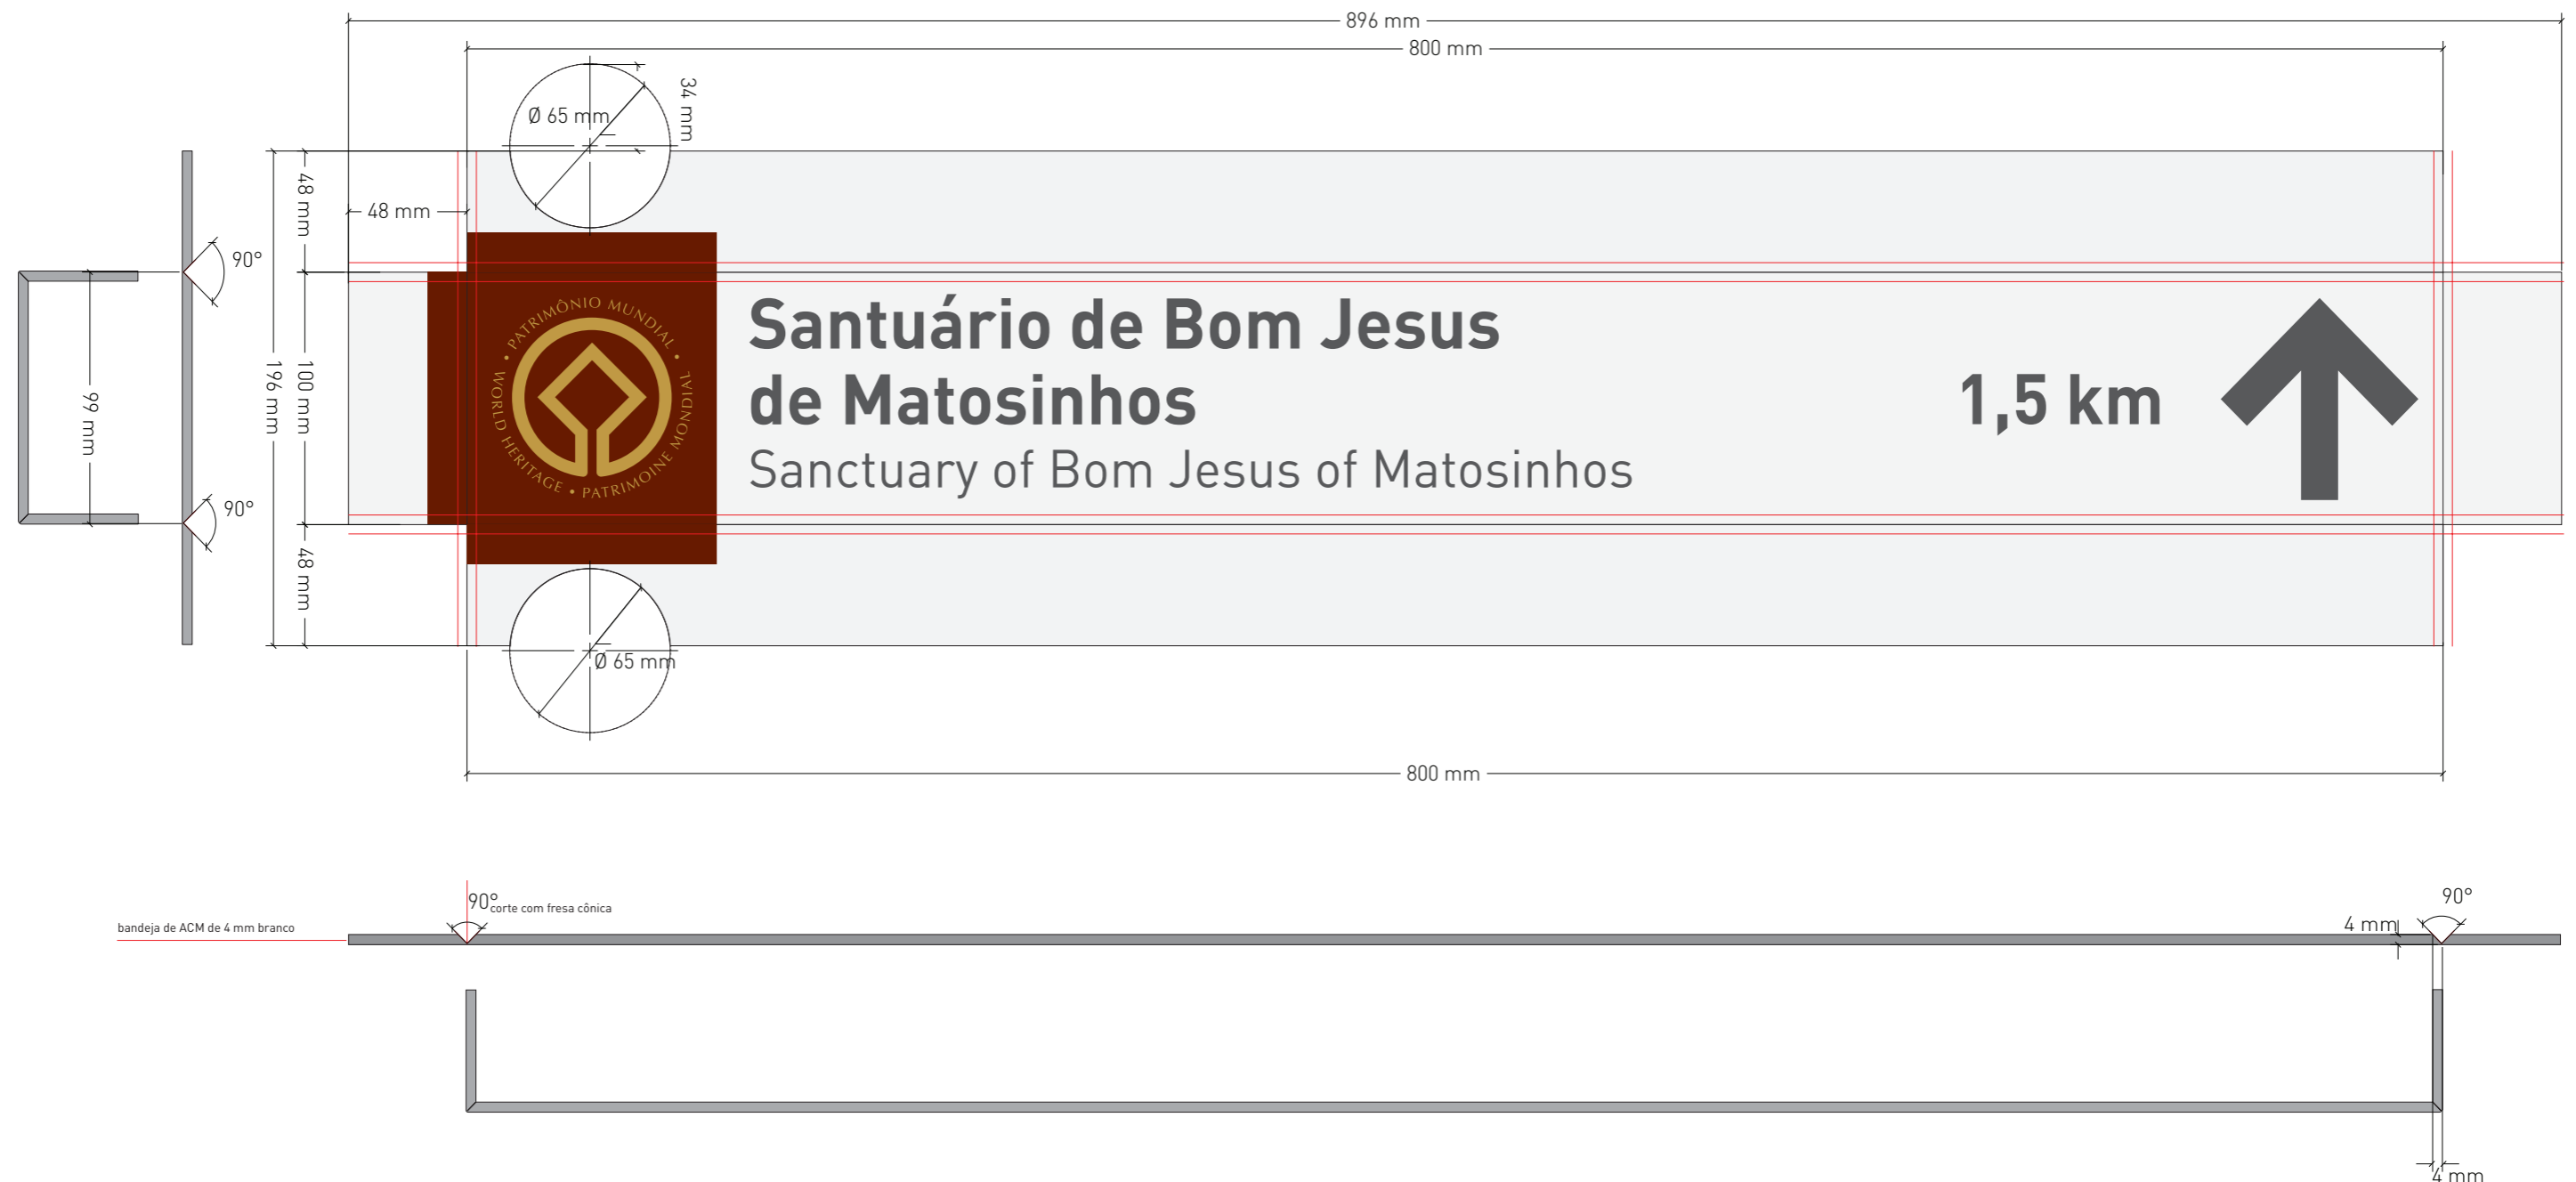 896 mm
800 mm
34 mm
Ø 65 mm
48 mm
48 mm
90°
PATRIMÔNIO MUNDIAL • WORLD HERITAGE • PATRIMOINE MONDIAL •
Santuário de Bom Jesus
de Matosinhos
Sanctuary of Bom Jesus of Matosinhos
1,5 km
99 mm
196 mm
100 mm
90°
48 mm
Ø 65 mm
800 mm
90°
corte com fresa cônica
bandeja de ACM de 4 mm branco
90°
4 mm
4 mm